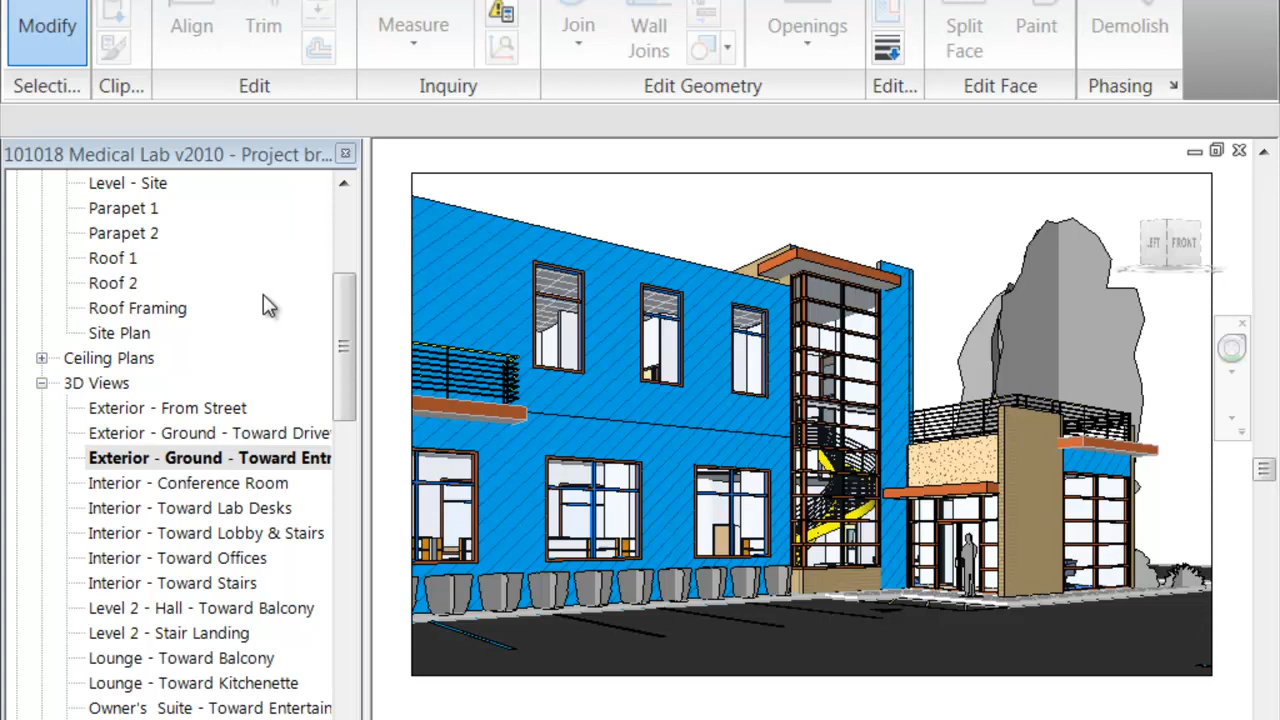 Modify
Align
Trim
Measure
Join
Wall
Joins
Openings
Split
Face
Paint
Demolish
Selecti...
Clip...
Edit
Inquiry
Edit Geometry
Edit...
Edit Face
Phasing
101018 Medical Lab v2010 - Project br...
Level - Site
Parapet 1
Parapet 2
Roof 1
Roof 2
Roof Framing
Site Plan
Ceiling Plans
3D Views
Exterior - From Street
Exterior - Ground - Toward Drive
Exterior - Ground - Toward Entr
Interior - Conference Room
Interior - Toward Lab Desks
Interior - Toward Lobby & Stairs
Interior - Toward Offices
Interior - Toward Stairs
Level 2 - Hall - Toward Balcony
Level 2 - Stair Landing
Lounge - Toward Balcony
Lounge - Toward Kitchenette
Owner's Suite - Toward Entertain
LEFT
FRONT